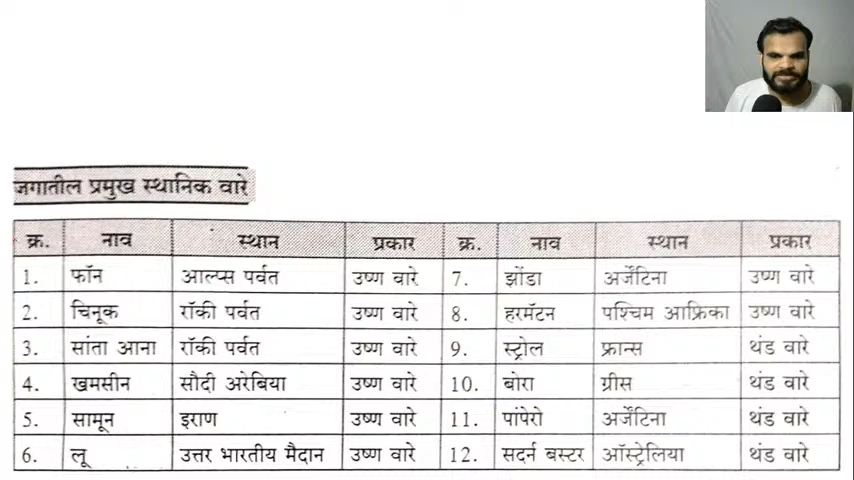 जगातील प्रमुख स्थानिक वारे
क्र. नाव स्थान प्रकार क्र. नाव स्थान प्रकार
1. फॉन आल्प्स पर्वत उष्ण वारे 7. झोंडा अर्जेंटिना उष्ण वारे
2. चिनूक रॉकी पर्वत उष्ण वारे 8. हरमॅटन पश्चिम आफ्रिका उष्ण वारे
3. सांता आना रॉकी पर्वत उष्ण वारे 9. स्ट्रोल फ्रान्स थंड वारे
4. खमसीन सौदी अरेबिया उष्ण वारे 10. बोरा ग्रीस थंड वारे
5. सामून इराण उष्ण वारे 11. पांपेरो अर्जेंटिना थंड वारे
6. लू उत्तर भारतीय मैदान उष्ण वारे 12. सदर्न बस्टर ऑस्ट्रेलिया थंड वारे